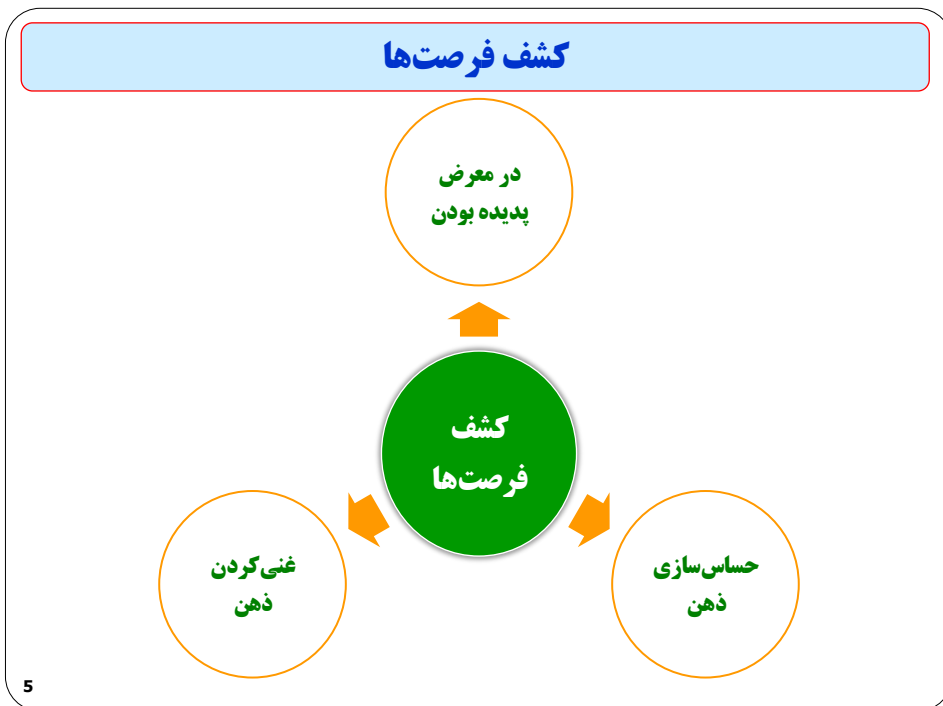 کشف فرصت‌ها
در معرض
پدیده بودن
کشف
فرصت‌ها
حساس‌سازی
ذهن
غنی‌کردن
ذهن
5